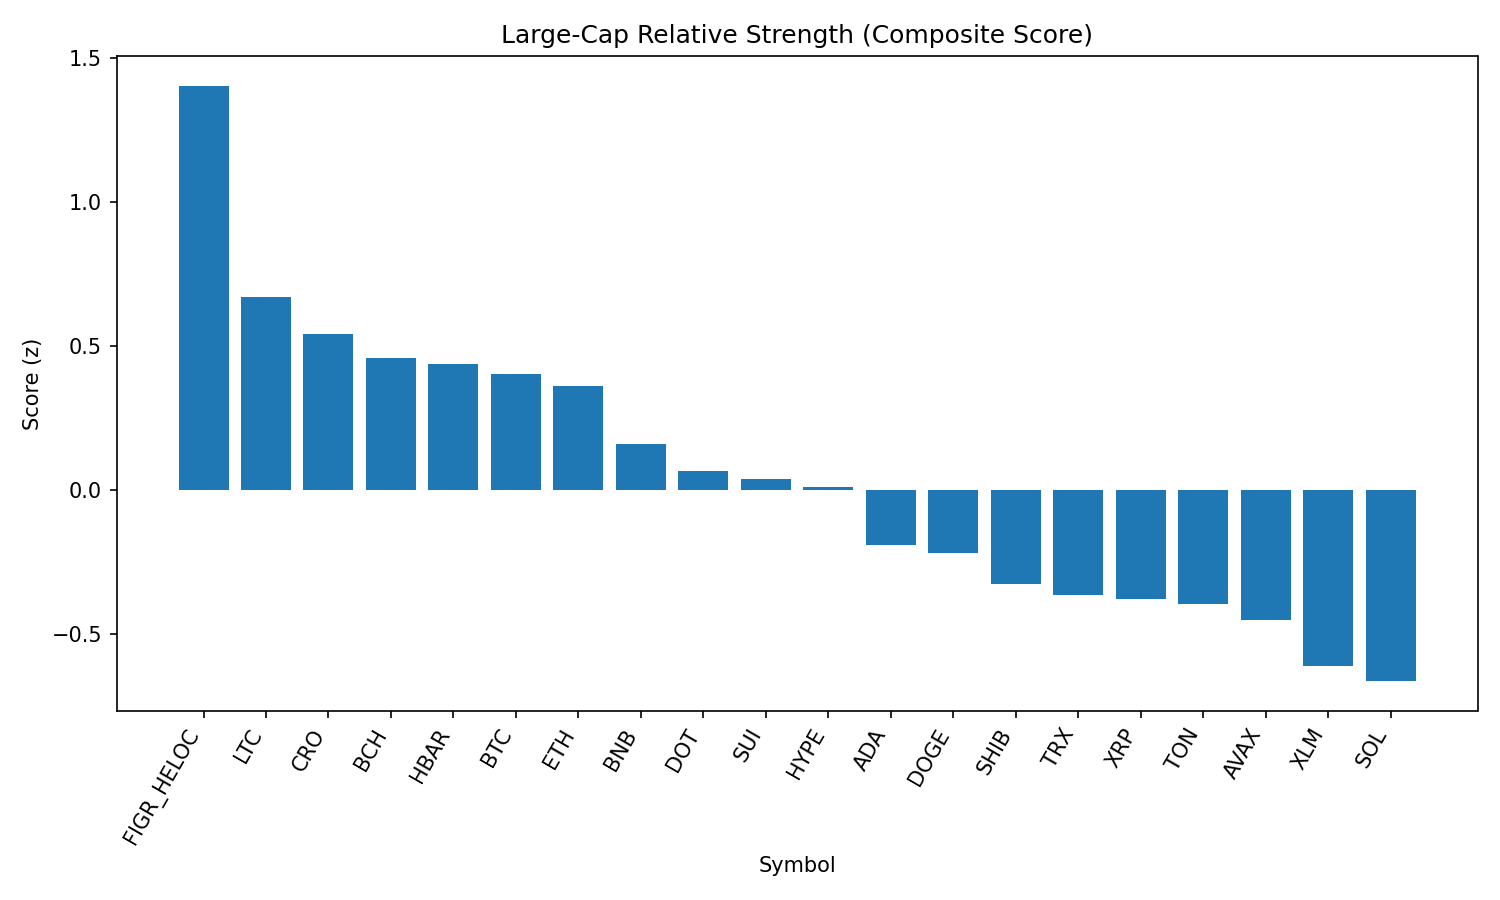 Large-Cap Relative Strength (Composite Score)
Score (z)
1.5
1.0
0.5
0.0
−0.5
FIGR_HELOC
LTC
CRO
BCH
HBAR
BTC
ETH
BNB
DOT
SUI
HYPE
ADA
DOGE
SHIB
TRX
XRP
TON
AVAX
XLM
SOL
Symbol